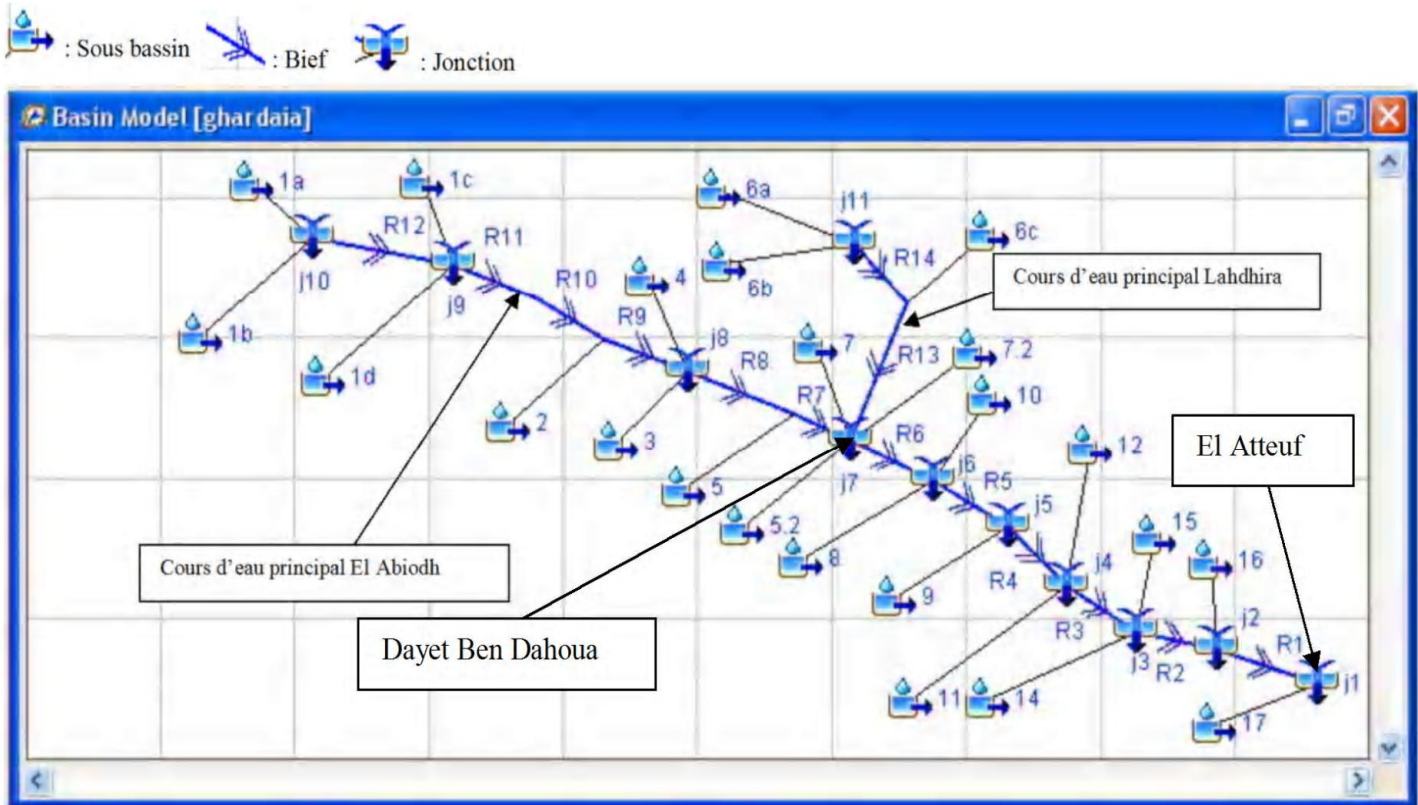 : Sous bassin : Bief : Jonction
Basin Model [ghardaia]
1a
1c
6a
j11
6c
R12
R11
R14
j10
j9
R10
4
6b
Cours d'eau principal Lahdhira
1b
R9
j8
7
R13
7.2
1d
R8
10
2
3
R7
R6
12
El Atteuf
j7
j6
5
R5
j5
5.2
8
15
Cours d'eau principal El Abiodh
9
R4
j4
16
Dayet Ben Dahoua
R3
j3
j2
R2
R1
j1
11
14
17